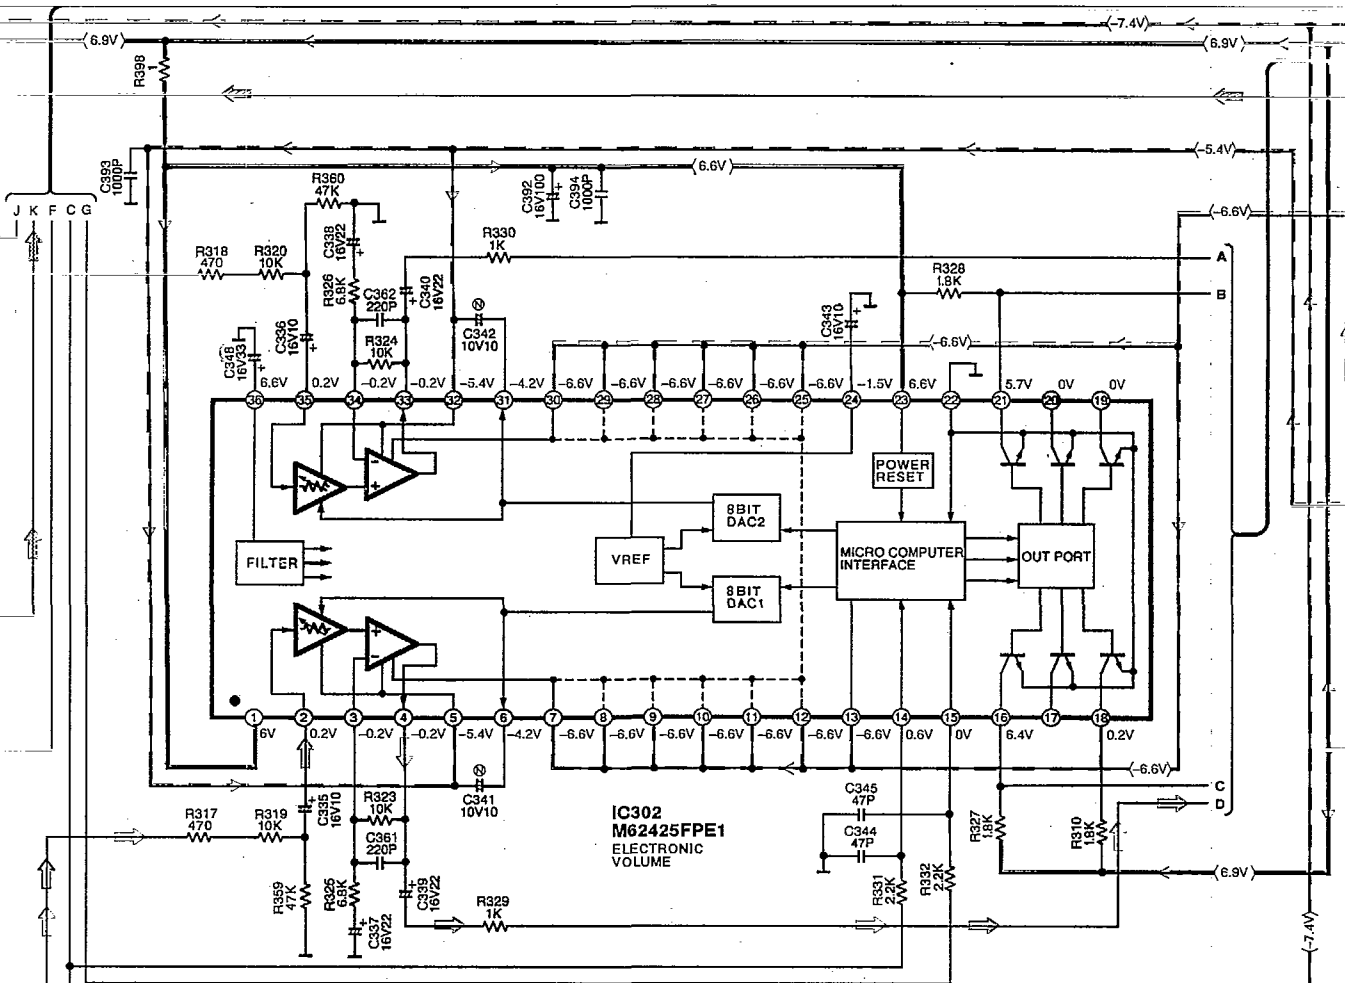 (-7.4V)
(6.9V)
(6.9V)
R398
1
C393
1000P
(6.6V)
(-5.4V)
J K F C G
R360
47K
C392
16V100
C394
1000P
(-6.6V)
R318
470
R320
10K
C338
16V22
R330
1K
A
R326
6.8K
C362
220P
C340
16V22
R328
1.8K
B
C348
16V33
C336
16V10
R324
10K
N
C342
10V10
C343
16V10
(-6.6V)
6.6V 0.2V -0.2V -0.2V -5.4V -4.2V -6.6V -6.6V -6.6V -6.6V -6.6V -6.6V -1.5V 6.6V 5.7V 0V 0V
36 35 34 33 32 31 30 29 28 27 26 25 24 23 22 21 20 19
- +
POWER
RESET
8BIT
DAC2
FILTER
VREF
MICRO COMPUTER
INTERFACE
OUT PORT
8BIT
DAC1
+ -
1 2 3 4 5 6 7 8 9 10 11 12 13 14 15 16 17 18
6V 0.2V -0.2V -0.2V -5.4V -4.2V -6.6V -6.6V -6.6V -6.6V -6.6V -6.6V -6.6V 0.6V 0V 6.4V 0.2V
(-6.6V)
N
C341
10V10
C
D
C335
16V10
R317
470
R319
10K
R323
10K
C361
220P
IC302
M62425FPE1
ELECTRONIC
VOLUME
C345
47P
C344
47P
R327
1.8K
R310
1.8K
(6.9V)
R359
47K
R325
6.8K
C339
16V22
R331
2.2K
R332
2.2K
R329
1K
C337
16V22
(-7.4V)